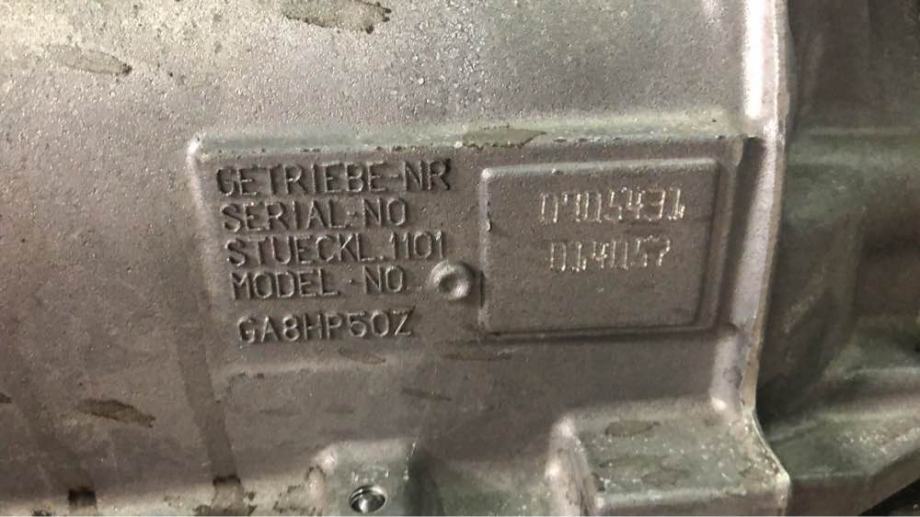 GETRIEBE-NR
SERIAL-NO
STUECKL.1101
MODEL-NO
GA8HP50Z